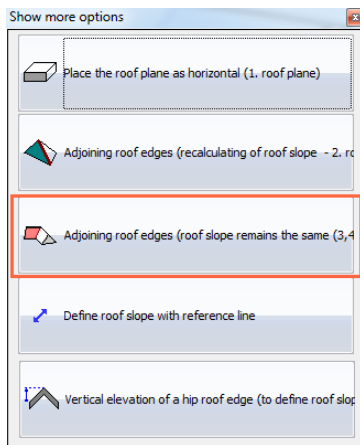 Show more options
Place the roof plane as horizontal (1. roof plane)
Adjoining roof edges (recalculating of roof slope - 2. ro
Adjoining roof edges (roof slope remains the same (3,4
Define roof slope with reference line
Vertical elevation of a hip roof edge (to define roof slop